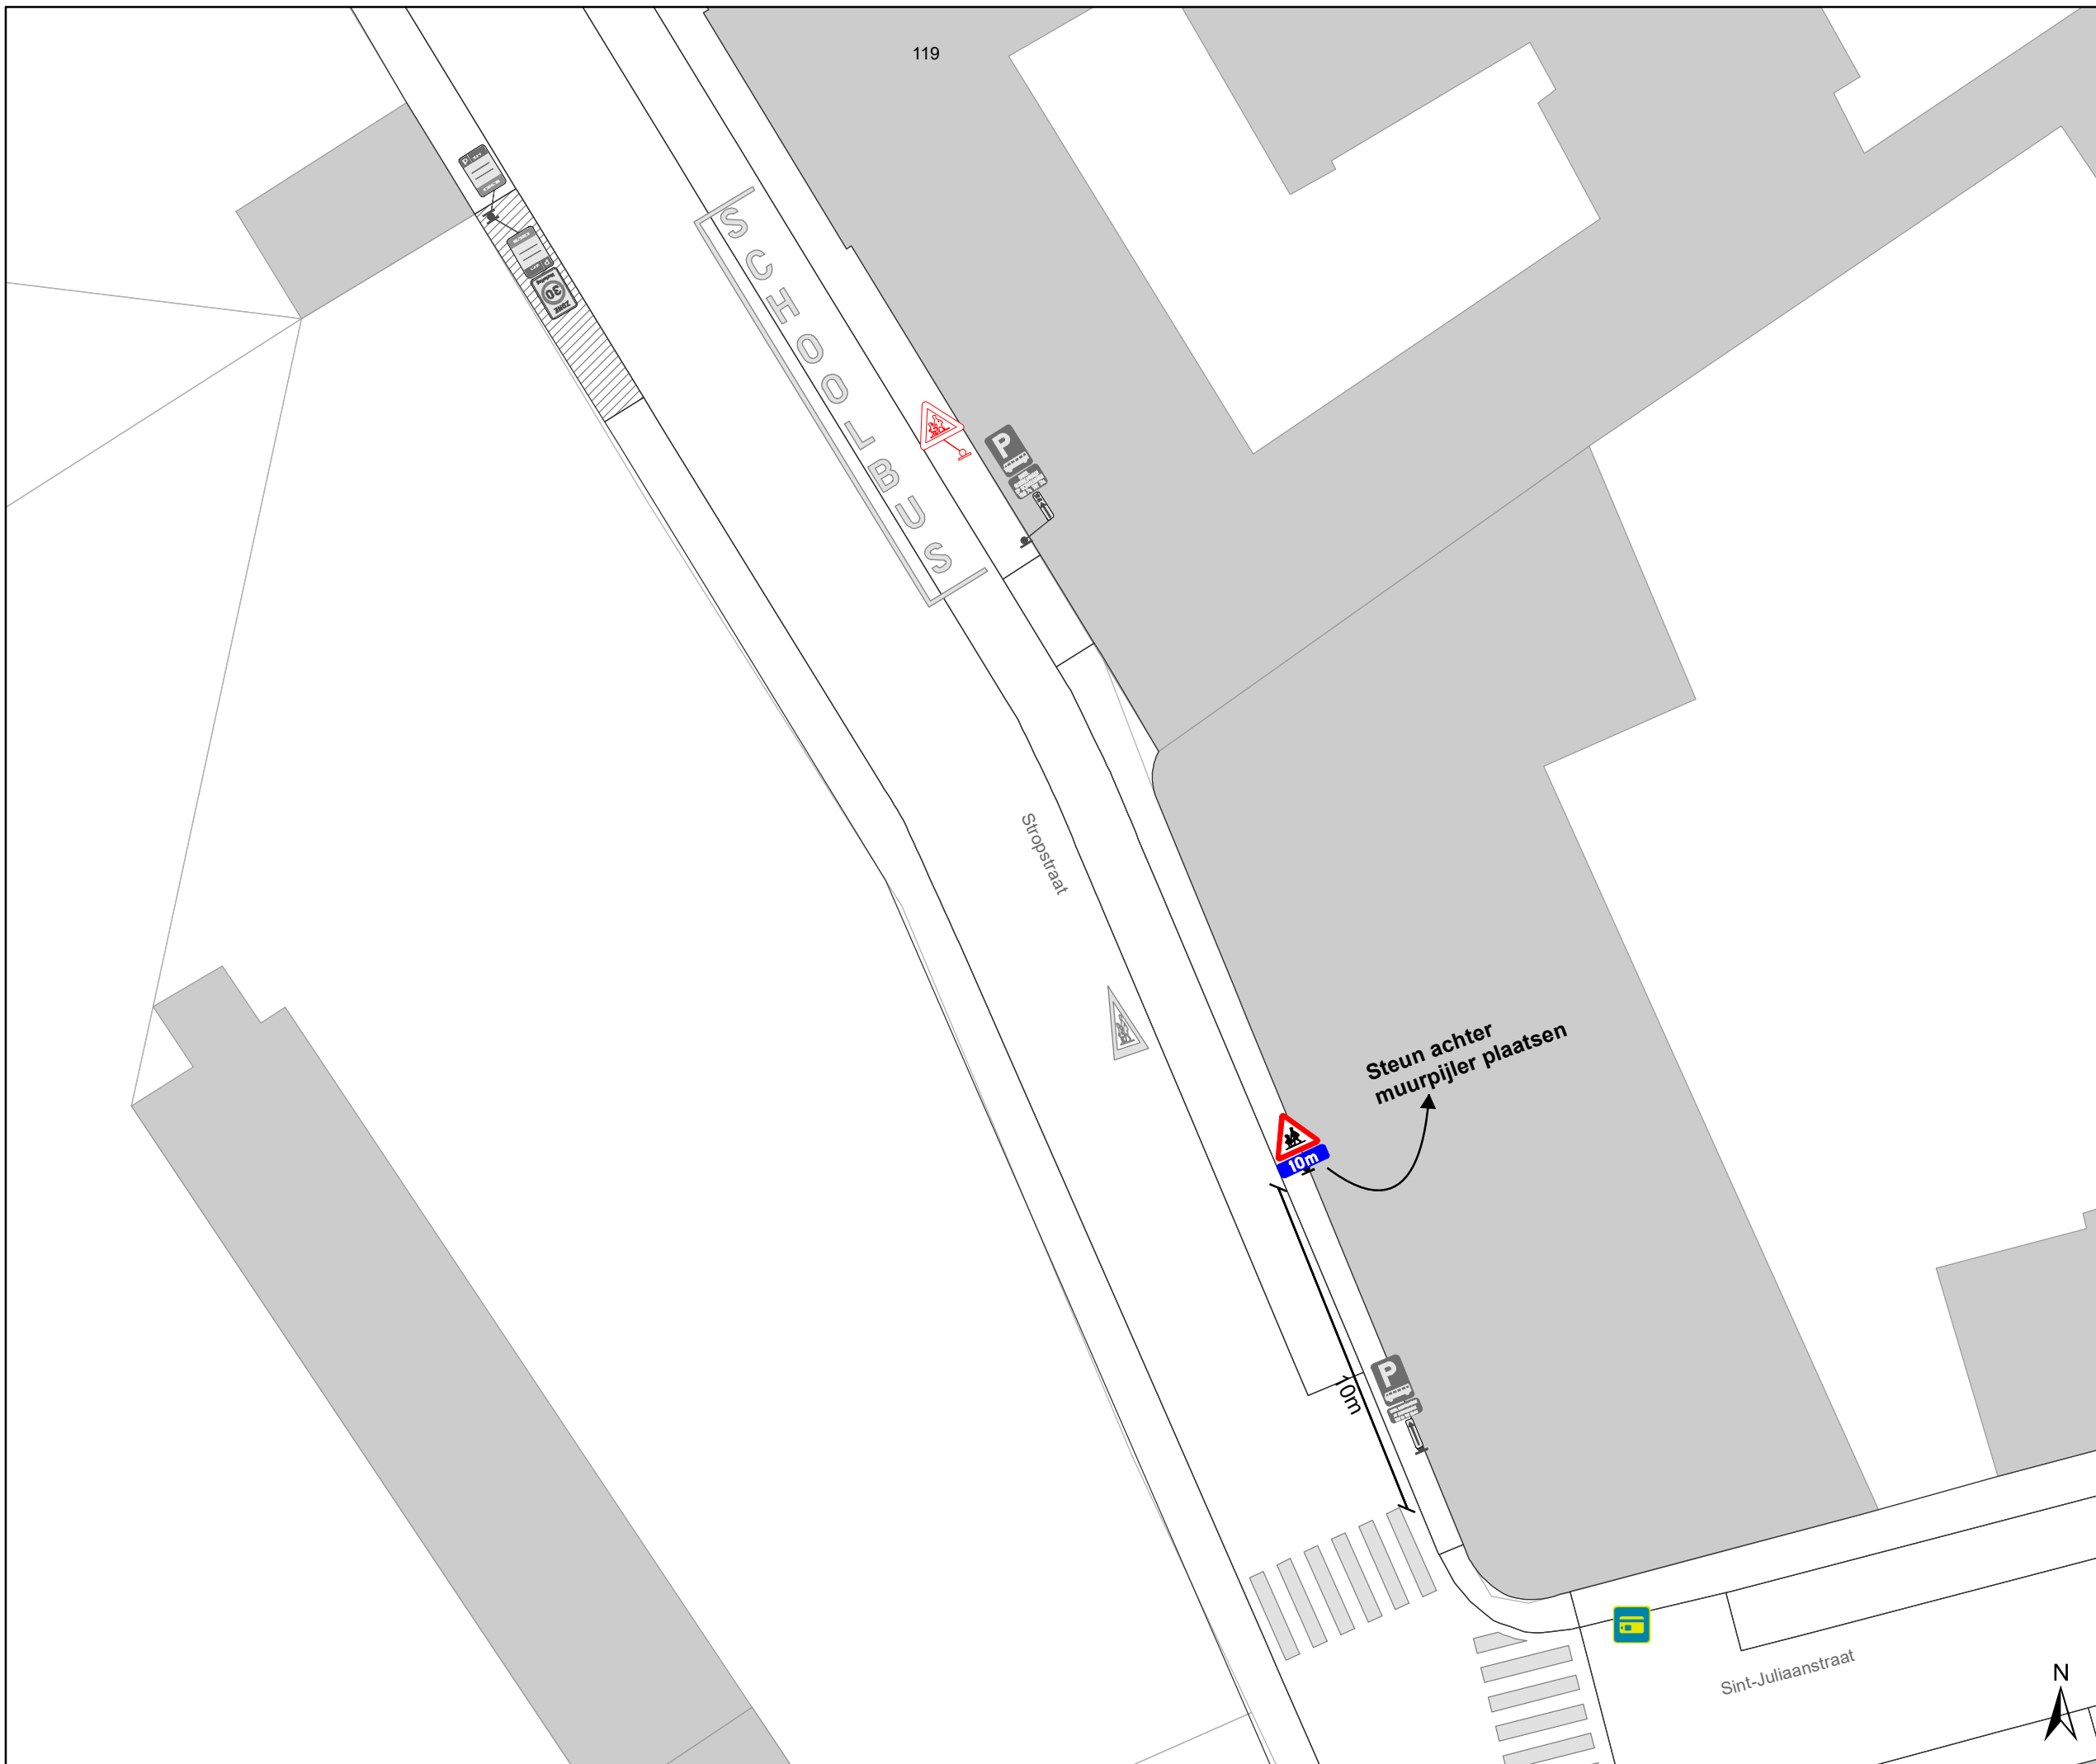 119
P
P
ZONE
30
SCHOOLBUS
P
Stropstraat
Steun achter
muurpijler plaatsen
10m
10m
P
Sint-Juliaanstraat
N